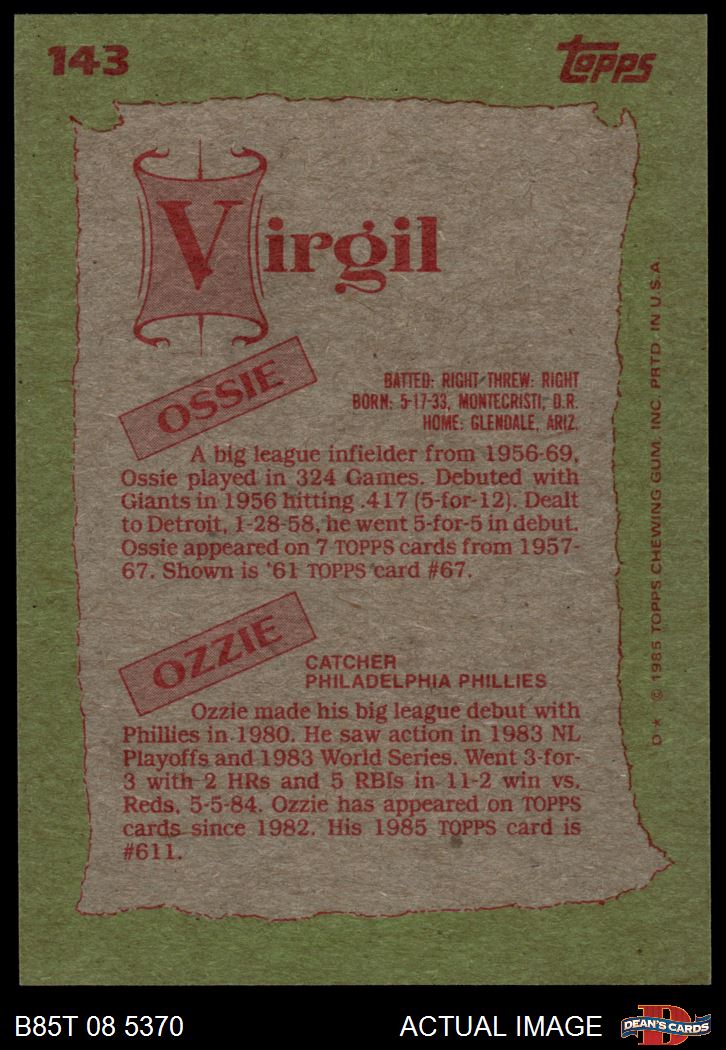 143
TOPPS
Virgil
OSSIE
BATTED: RIGHT THREW: RIGHT
BORN: 5-17-33, MONTECRISTI, D.R.
HOME: GLENDALE, ARIZ.
A big league infielder from 1956-69,
Ossie played in 324 Games. Debuted with
Giants in 1956 hitting .417 (5-for-12). Dealt
to Detroit, 1-28-58, he went 5-for-5 in debut.
Ossie appeared on 7 TOPPS cards from 1957-
67. Shown is '61 TOPPS card #67.
OZZIE
CATCHER
PHILADELPHIA PHILLIES
Ozzie made his big league debut with
Phillies in 1980. He saw action in 1983 NL
Playoffs and 1983 World Series. Went 3-for-
3 with 2 HRs and 5 RBIs in 11-2 win vs.
Reds, 5-5-84. Ozzie has appeared on TOPPS
cards since 1982. His 1985 TOPPS card is
#611.
D* © 1985 TOPPS CHEWING GUM, INC. PRTD. IN U.S.A.
B85T 08 5370
ACTUAL IMAGE
D
DEAN'S CARDS